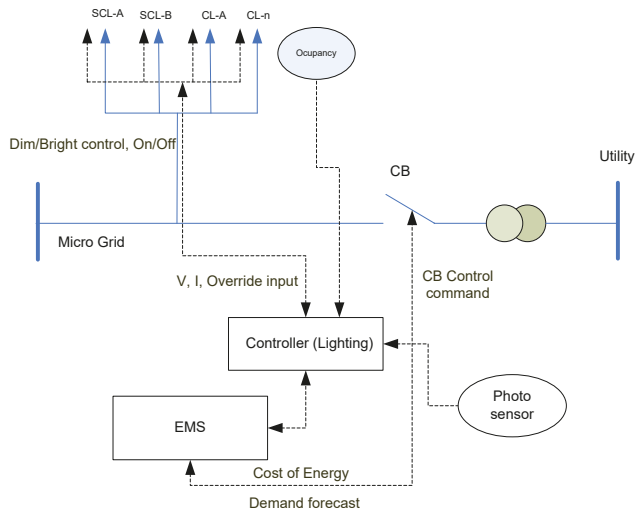 SCL-A SCL-B CL-A CL-n
Ocupancy
Dim/Bright control, On/Off
CB
Utility
Micro Grid
V, I, Override input
CB Control
command
Controller (Lighting)
Photo
sensor
EMS
Cost of Energy
Demand forecast